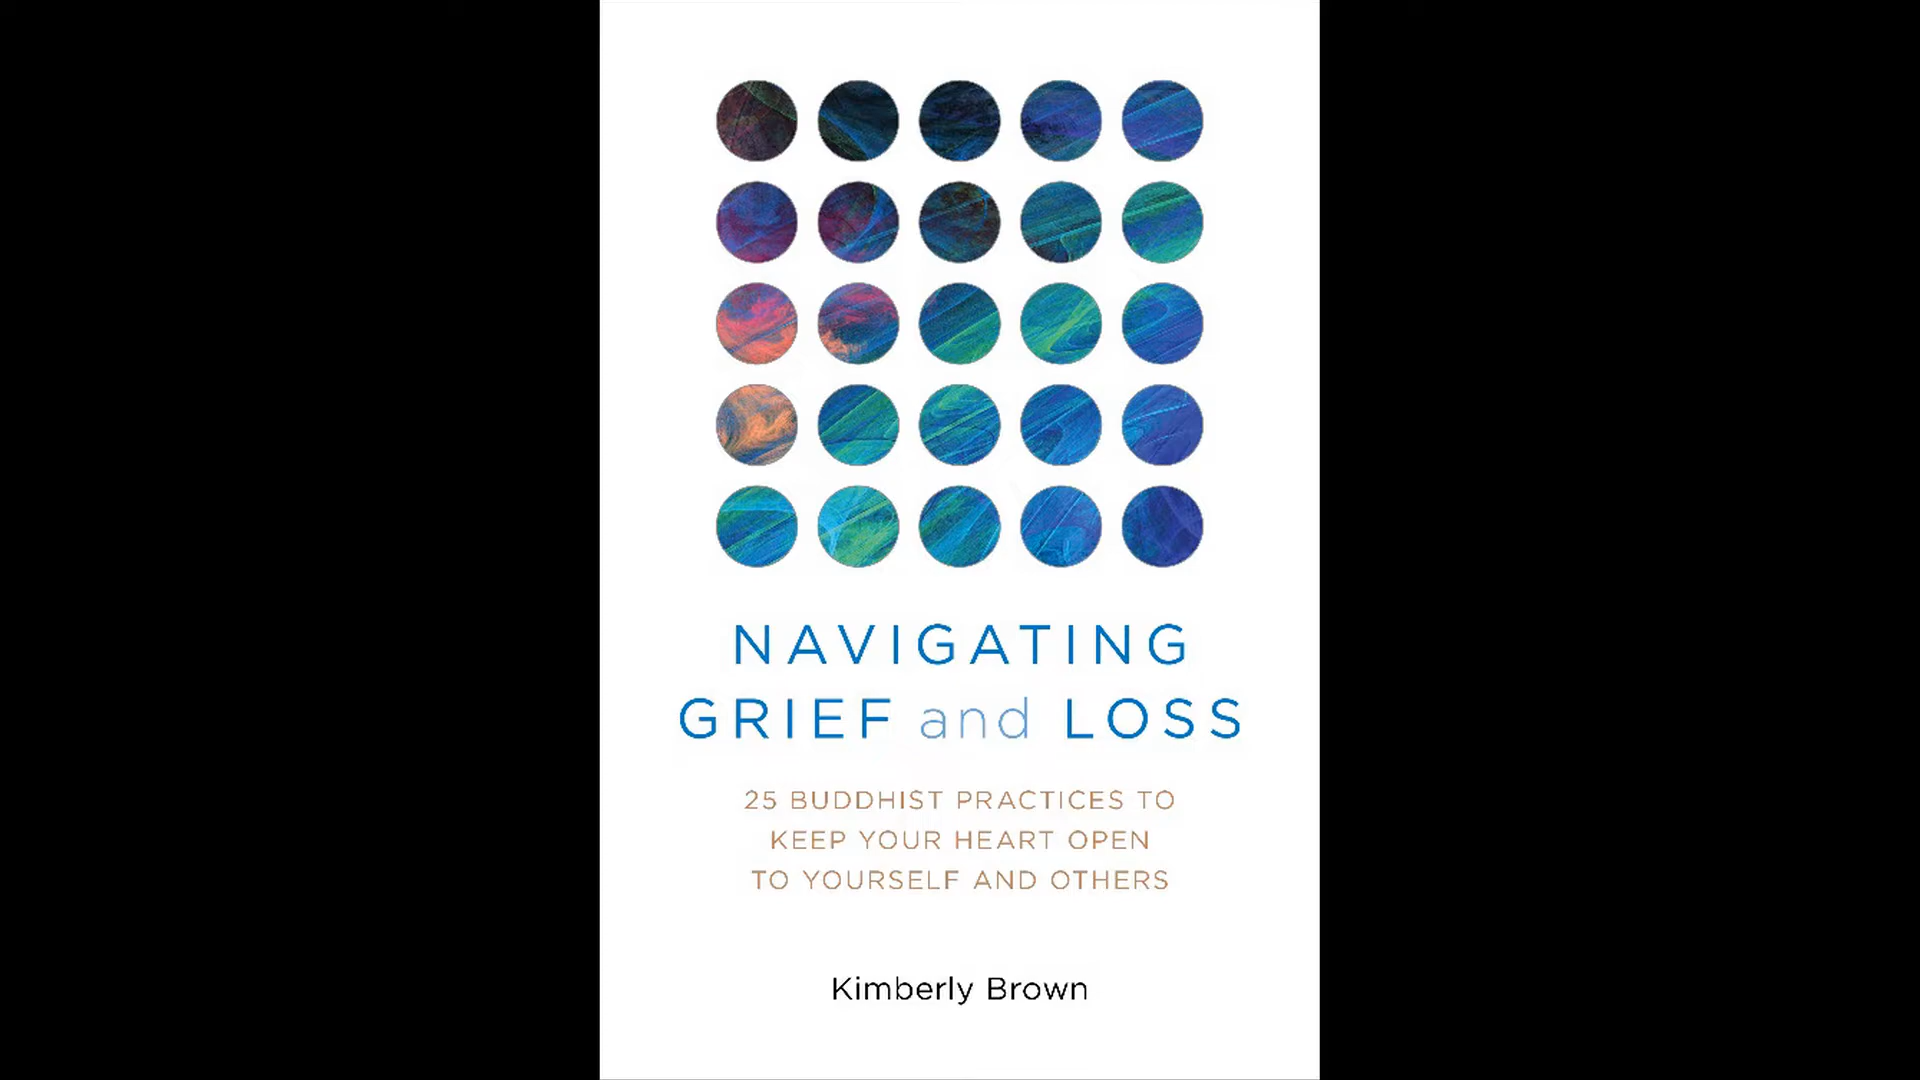 NAVIGATING
GRIEF and LOSS
25 BUDDHIST PRACTICES TO
KEEP YOUR HEART OPEN
TO YOURSELF AND OTHERS
Kimberly Brown